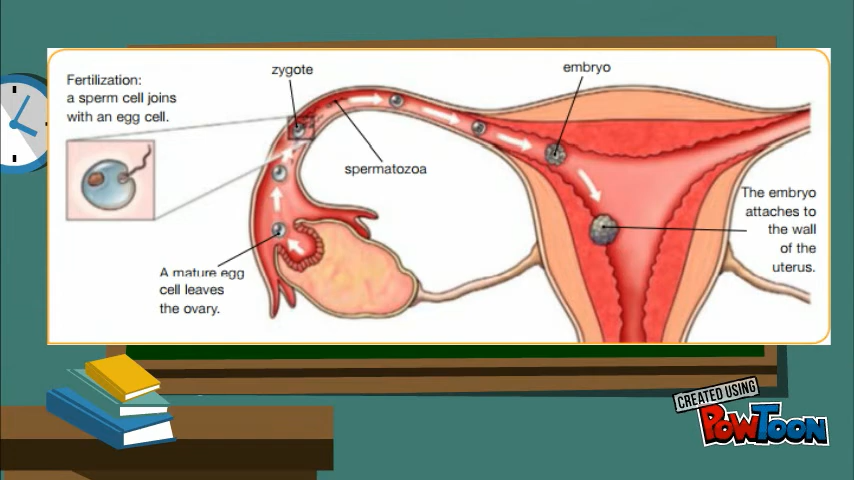 Fertilization:
a sperm cell joins
with an egg cell.
zygote
embryo
spermatozoa
The embryo
attaches to
the wall
of the
uterus.
A mature egg
cell leaves
the ovary.
CREATED USING
POWTOON